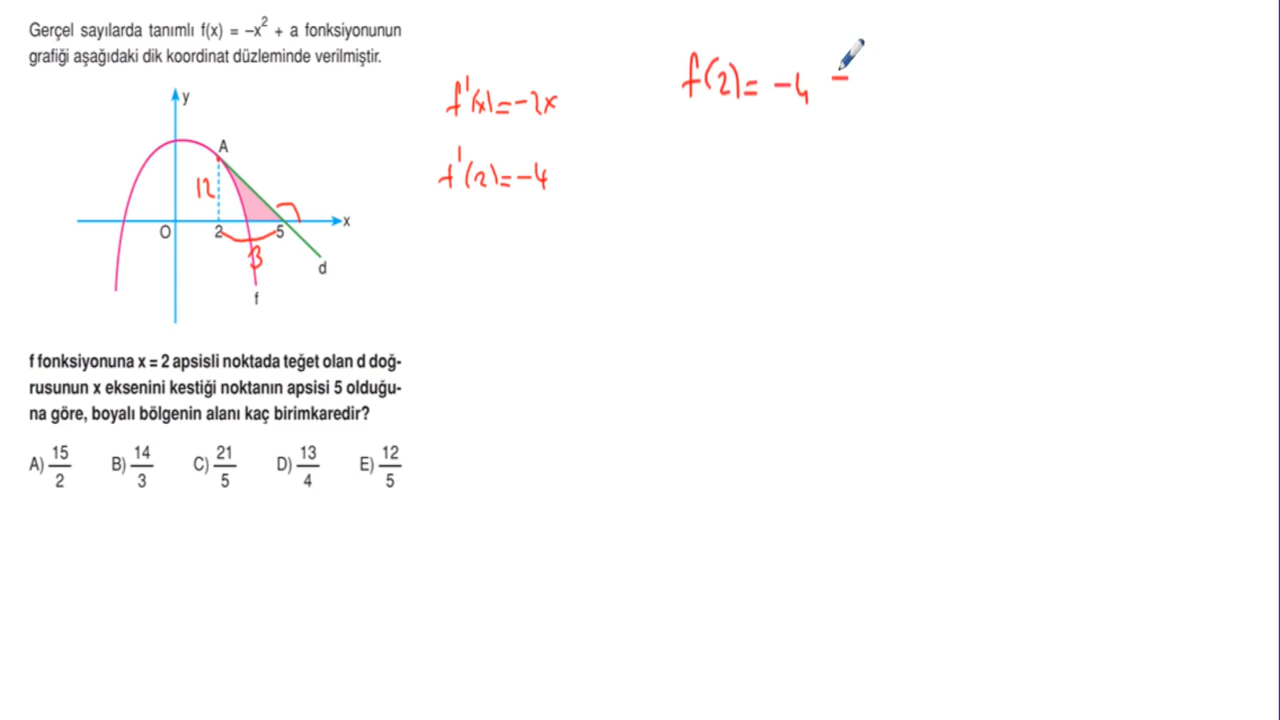 Gerçel sayılarda tanımlı f(x) = –x² + a fonksiyonunun
grafiği aşağıdaki dik koordinat düzleminde verilmiştir.
y
A
12
O
2
5
x
3
d
f
f'(x) = -2x
f'(2) = -4
f(2) = -4 -
f fonksiyonuna x = 2 apsisli noktada teğet olan d doğ-
rusunun x eksenini kestiği noktanın apsisi 5 olduğu-
na göre, boyalı bölgenin alanı kaç birimkaredir?
A) 15/2 B) 14/3 C) 21/5 D) 13/4 E) 12/5